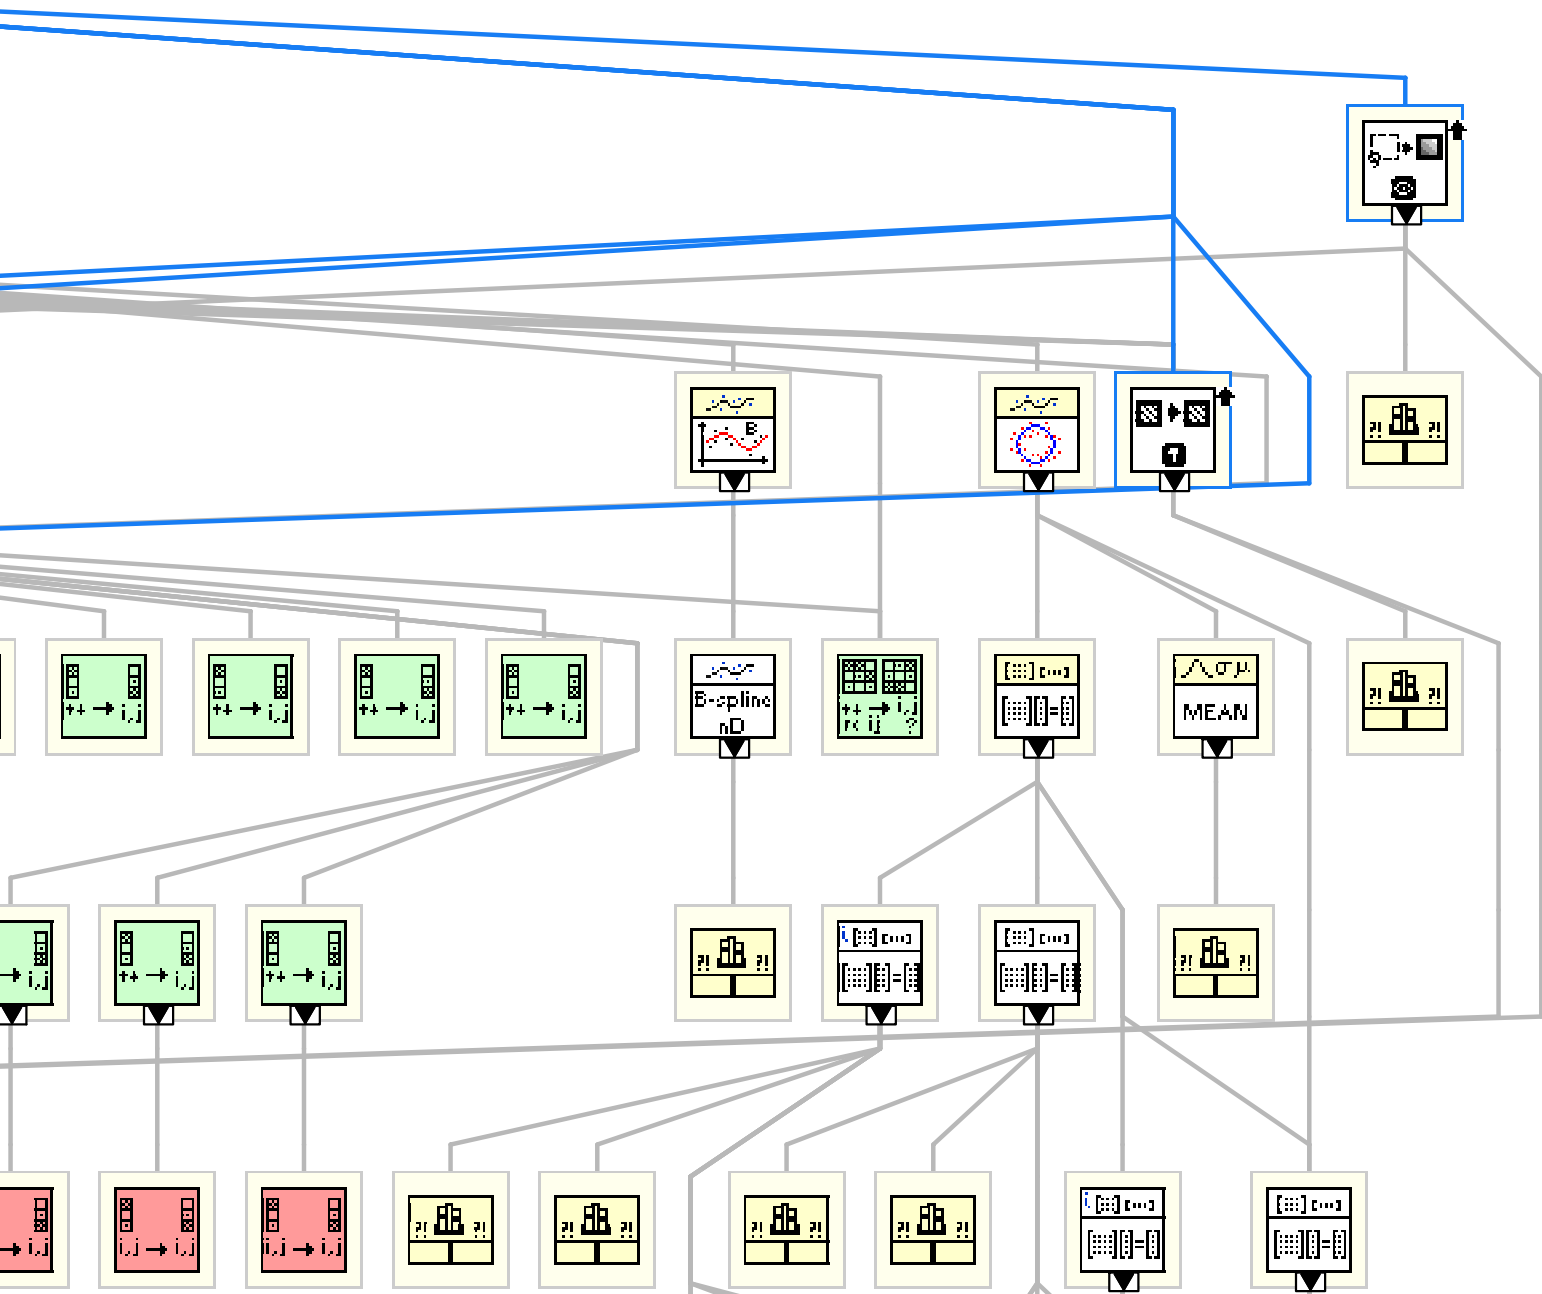 B
?! ?!
B-spline
nD
++ → i,j
++ → i,j
++ → i,j
++ → i,j
++ → i,j
?
σ μ
MEAN
?! ?!
→ i,j
++ → i,j
++ → i,j
?! ?!
i
?! ?!
→ i,j
i,j → i,j
i,j → i,j
?! ?!
?! ?!
?! ?!
?! ?!
i